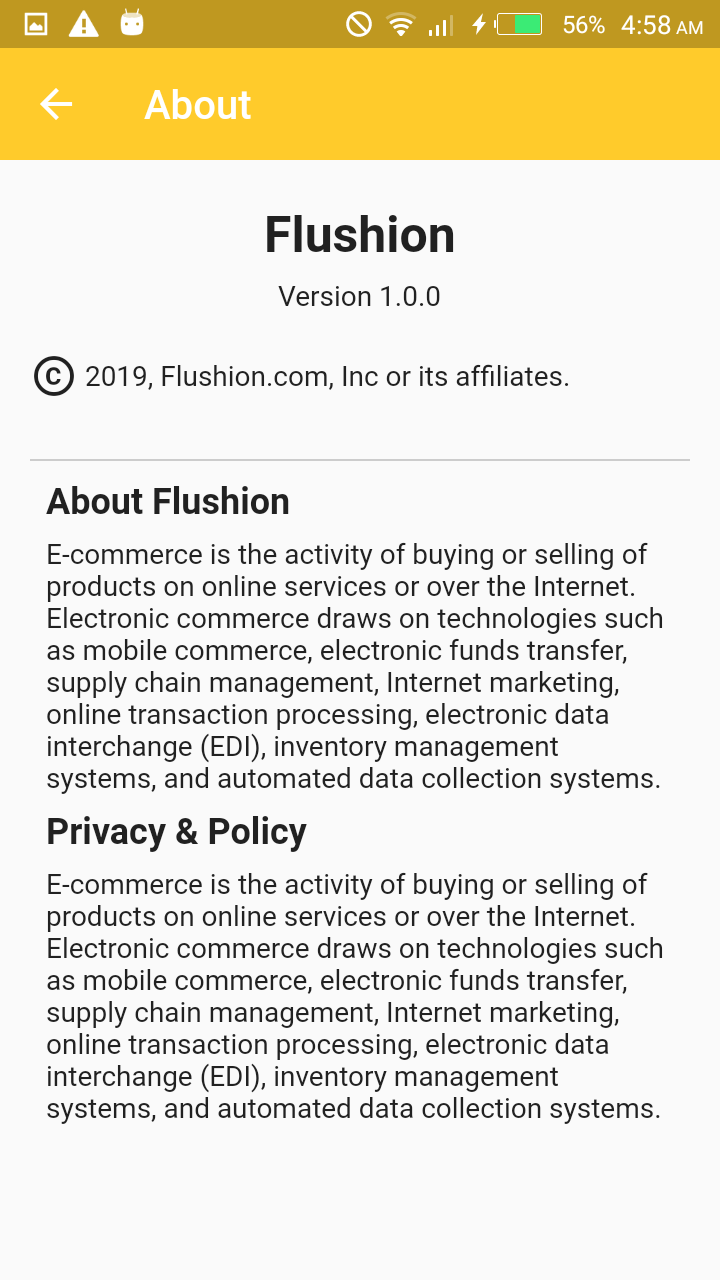 56% 4:58 AM
About
Flushion
Version 1.0.0
© 2019, Flushion.com, Inc or its affiliates.
About Flushion
E-commerce is the activity of buying or selling of
products on online services or over the Internet.
Electronic commerce draws on technologies such
as mobile commerce, electronic funds transfer,
supply chain management, Internet marketing,
online transaction processing, electronic data
interchange (EDI), inventory management
systems, and automated data collection systems.
Privacy & Policy
E-commerce is the activity of buying or selling of
products on online services or over the Internet.
Electronic commerce draws on technologies such
as mobile commerce, electronic funds transfer,
supply chain management, Internet marketing,
online transaction processing, electronic data
interchange (EDI), inventory management
systems, and automated data collection systems.